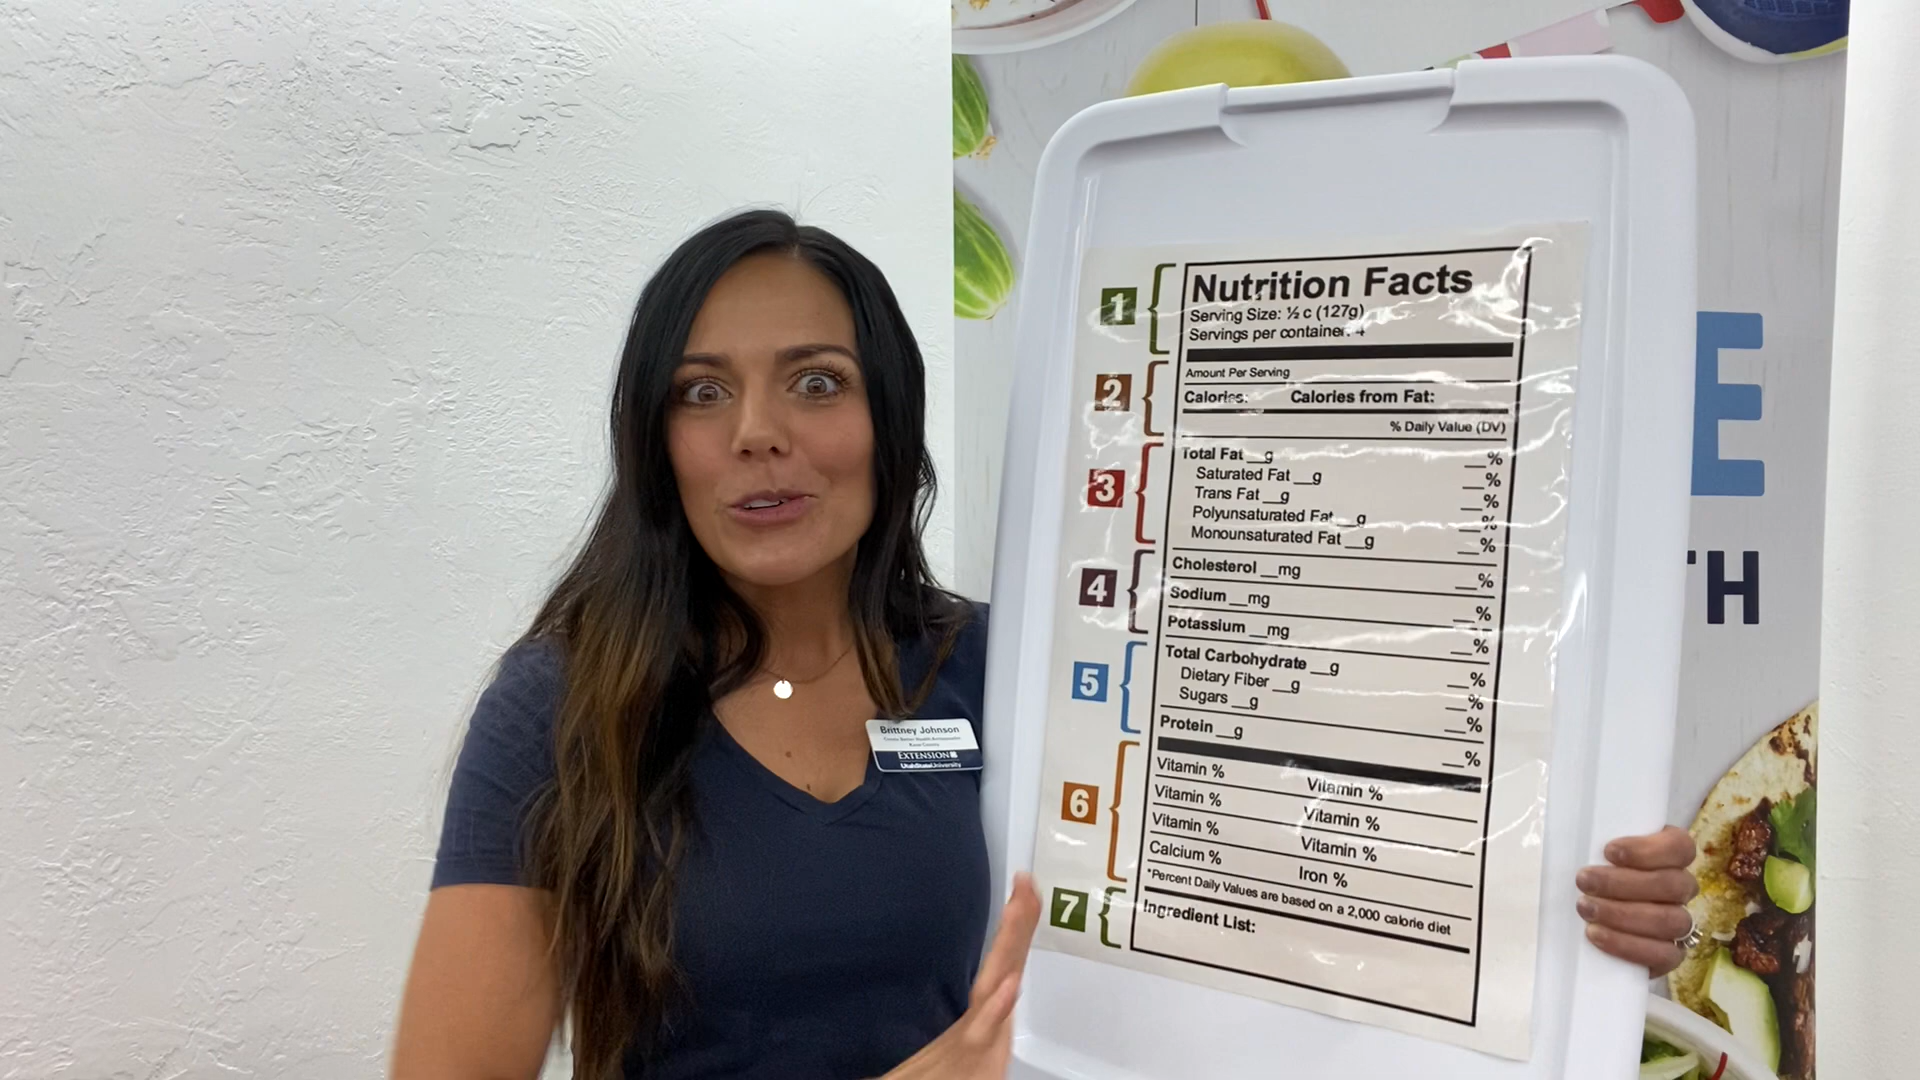 E
TH
Brittney Johnson
Kane County
EXTENSION
UtahStateUniversity
1
Nutrition Facts
Serving Size: ½ c (127g)
Servings per container: 4
2
Amount Per Serving
Calories: Calories from Fat:
% Daily Value (DV)
3
Total Fat __g __%
Saturated Fat __g __%
Trans Fat __g __%
Polyunsaturated Fat __g __%
Monounsaturated Fat __g __%
4
Cholesterol __mg __%
Sodium __mg __%
Potassium __mg __%
5
Total Carbohydrate __g __%
Dietary Fiber __g __%
Sugars __g __%
Protein __g __%
6
Vitamin % Vitamin %
Vitamin % Vitamin %
Vitamin % Vitamin %
Calcium % Iron %
*Percent Daily Values are based on a 2,000 calorie diet
7
Ingredient List: